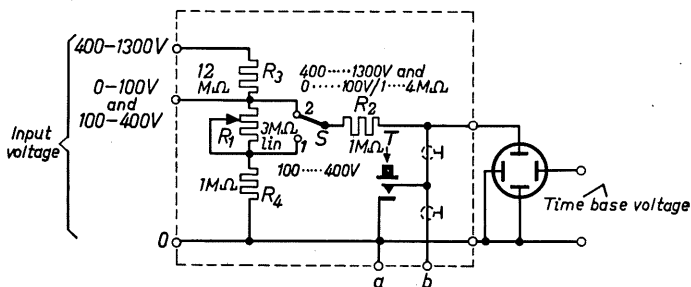 400-1300V
0-100V
and
100-400V
Input
voltage
0
12
MΩ
R3
400·····1300V and
0·····100V/1····4MΩ
R2
2
S
1
R1
3MΩ
lin
1MΩ
T
100····400V
1MΩ
R4
Time base voltage
a
b